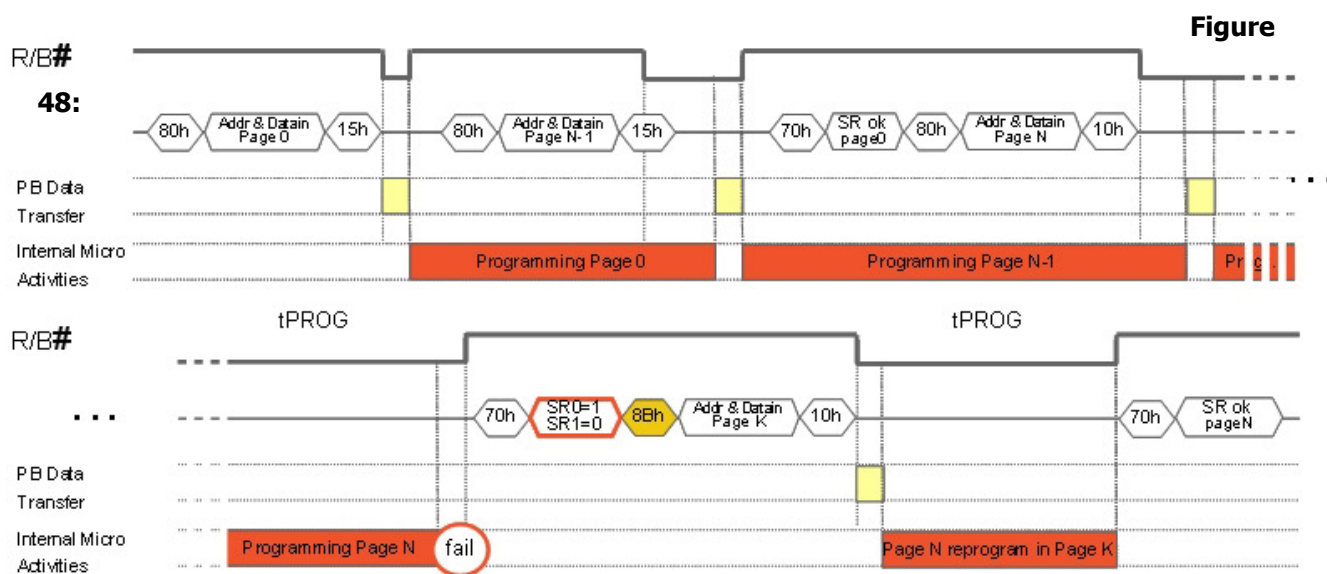 Figure
R/B#
48:
80h
Addr & Datain
Page 0
15h
80h
Addr & Datain
Page N-1
15h
70h
SR ok
page0
80h
Addr & Datain
Page N
10h
PB Data
Transfer
. . .
Internal Micro
Activities
Programming Page 0
Programming Page N-1
tPROG
tPROG
R/B#
. . .
70h
SR0=1
SR1=0
8Bh
Addr & Datain
Page K
10h
70h
SR ok
pageN
PB Data
Transfer
Internal Micro
Activities
Programming Page N
fail
Page N reprogram in Page K